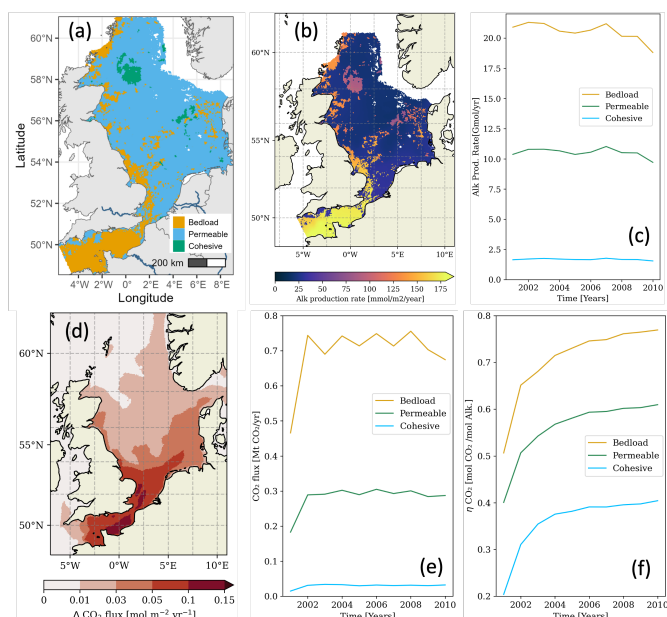 (a)
61°N
60°N
58°N
56°N
54°N
52°N
50°N
Latitude
Bedload
Permeable
Cohesive
200 km
4°W 2°W 0° 2°E 4°E 6°E 8°E
Longitude
(b)
60°N
55°N
50°N
5°W 0°E 5°E 10°E
0 25 50 75 100 125 150 175
Alk production rate [mmol/m2/year]
20.0
17.5
15.0
12.5
10.0
7.5
5.0
2.5
0.0
Alk Prod. Rate[Gmol/yr]
Bedload
Permeable
Cohesive
(c)
2002 2004 2006 2008 2010
Time [Years]
(d)
60°N
55°N
50°N
5°W 0°E 5°E 10°E
0 0.01 0.03 0.05 0.10 0.15
Δ CO₂ flux [mol m⁻² yr⁻¹]
0.8
0.7
0.6
0.5
0.4
0.3
0.2
0.1
0.0
CO₂ flux [Mt CO₂/yr]
Bedload
Permeable
Cohesive
(e)
2002 2004 2006 2008 2010
Time [Years]
0.8
0.7
0.6
0.5
0.4
0.3
0.2
η CO₂ [mol CO₂ /mol Alk.]
Bedload
Permeable
Cohesive
(f)
2002 2004 2006 2008 2010
Time [Years]